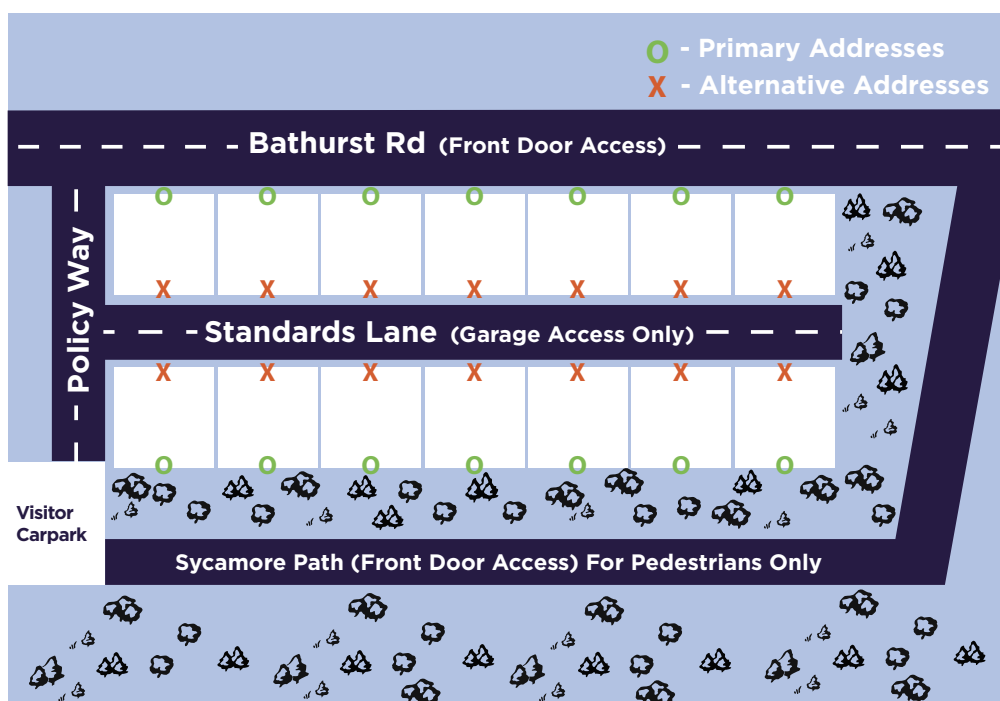 O - Primary Addresses
X - Alternative Addresses
Bathurst Rd (Front Door Access)
O O O O O O O
Policy Way
X X X X X X X
Standards Lane (Garage Access Only)
X X X X X X X
O O O O O O O
Visitor
Carpark
Sycamore Path (Front Door Access) For Pedestrians Only